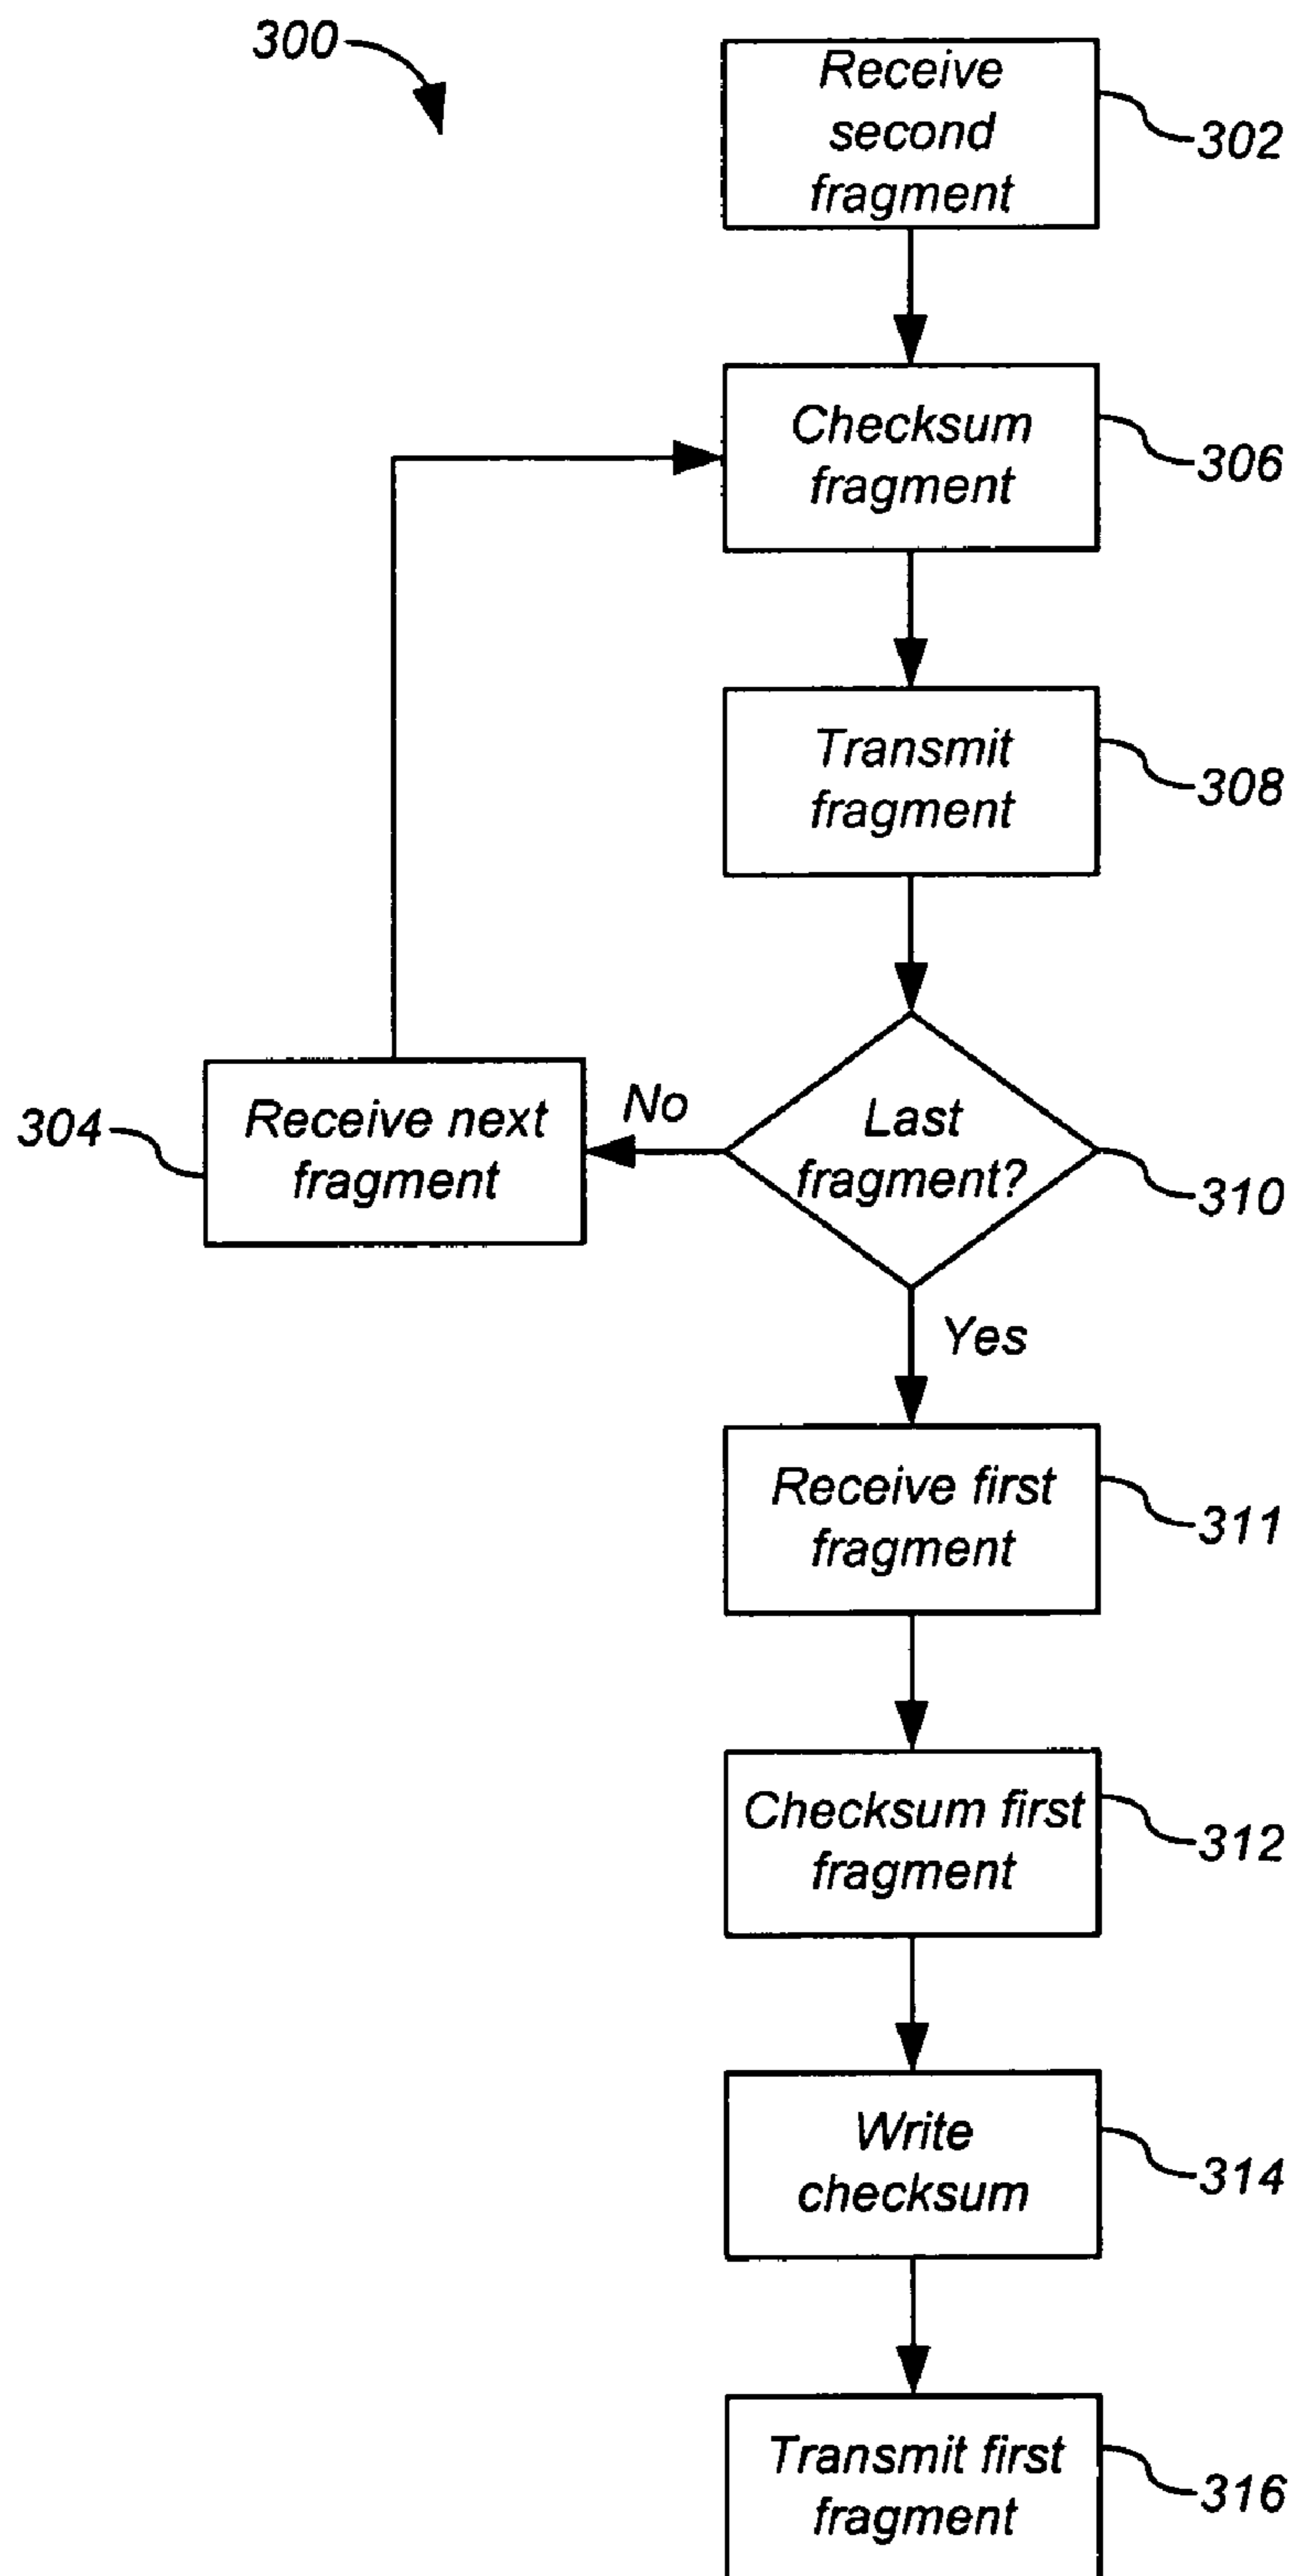 300
Receive
second
fragment
302
Checksum
fragment
306
Transmit
fragment
308
304
Receive next
fragment
No
Last
fragment?
310
Yes
Receive first
fragment
311
Checksum first
fragment
312
Write
checksum
314
Transmit first
fragment
316